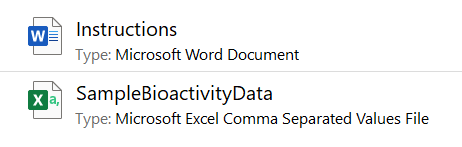 Instructions
Type: Microsoft Word Document
SampleBioactivityData
Type: Microsoft Excel Comma Separated Values File